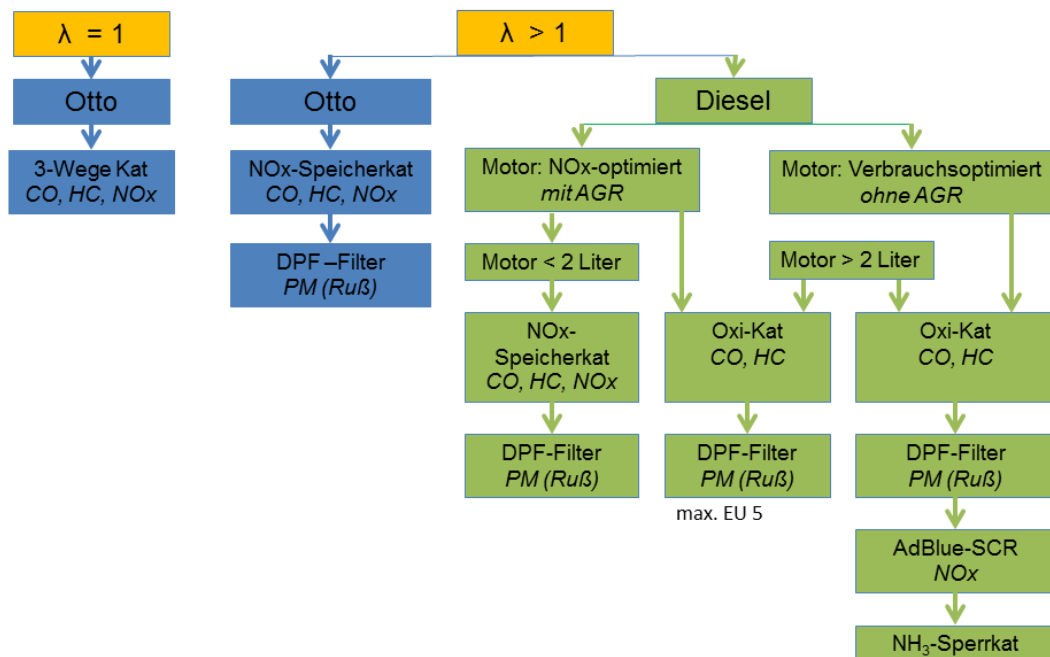 λ = 1
λ > 1
Otto
Otto
Diesel
3-Wege Kat
CO, HC, NOx
NOx-Speicherkat
CO, HC, NOx
Motor: NOx-optimiert
mit AGR
Motor: Verbrauchsoptimiert
ohne AGR
DPF –Filter
PM (Ruß)
Motor < 2 Liter
Motor > 2 Liter
NOx-
Speicherkat
CO, HC, NOx
Oxi-Kat
CO, HC
Oxi-Kat
CO, HC
DPF-Filter
PM (Ruß)
DPF-Filter
PM (Ruß)
DPF-Filter
PM (Ruß)
max. EU 5
AdBlue-SCR
NOx
NH₃-Sperrkat